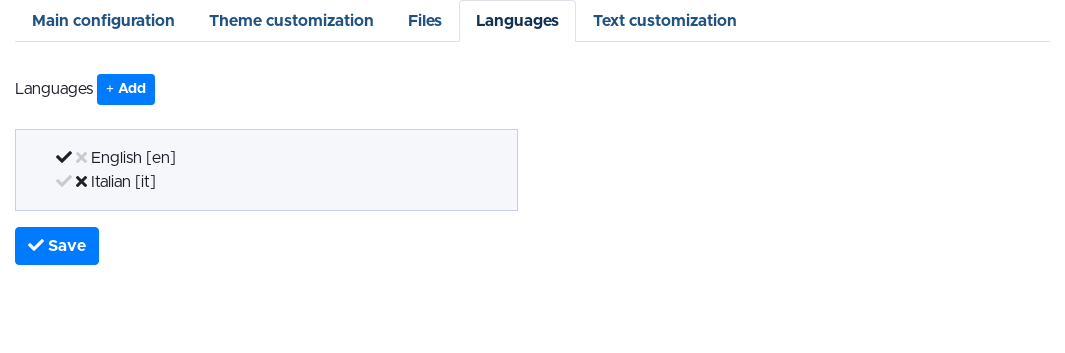 Main configuration Theme customization Files Languages Text customization
Languages + Add
English [en]
Italian [it]
Save